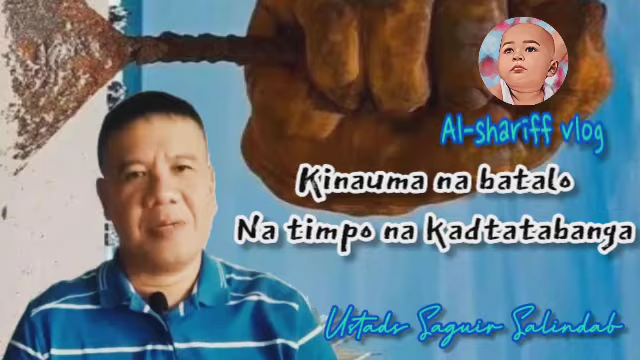 Al-shariff vlog
Kinauma na batalo
Na timpo na kadtatabanga
Ustads Saguir Salindab